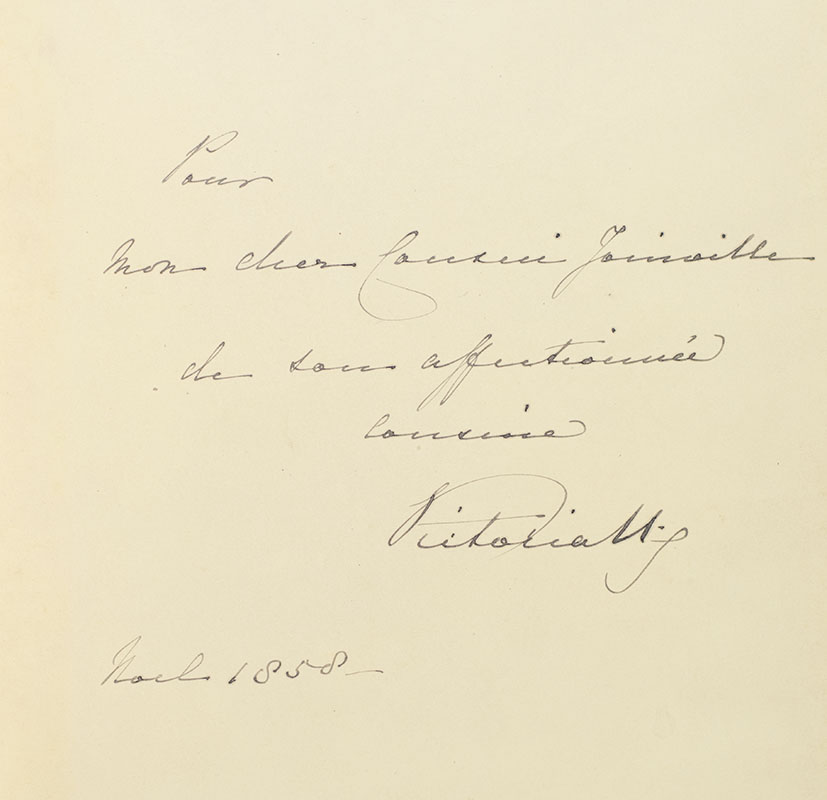 Pour
mon cher Cousin Joinville
de son affectionnée
cousine
Victoria R
Noel 1858